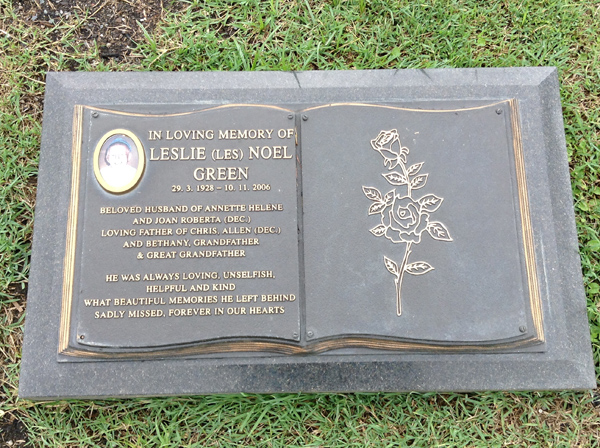 IN LOVING MEMORY OF
LESLIE (LES) NOEL
GREEN
29. 3. 1928 – 10. 11. 2006
BELOVED HUSBAND OF ANNETTE HELENE
AND JOAN ROBERTA (DEC.)
LOVING FATHER OF CHRIS, ALLEN (DEC.)
AND BETHANY, GRANDFATHER
& GREAT GRANDFATHER
HE WAS ALWAYS LOVING, UNSELFISH,
HELPFUL AND KIND
WHAT BEAUTIFUL MEMORIES HE LEFT BEHIND
SADLY MISSED, FOREVER IN OUR HEARTS